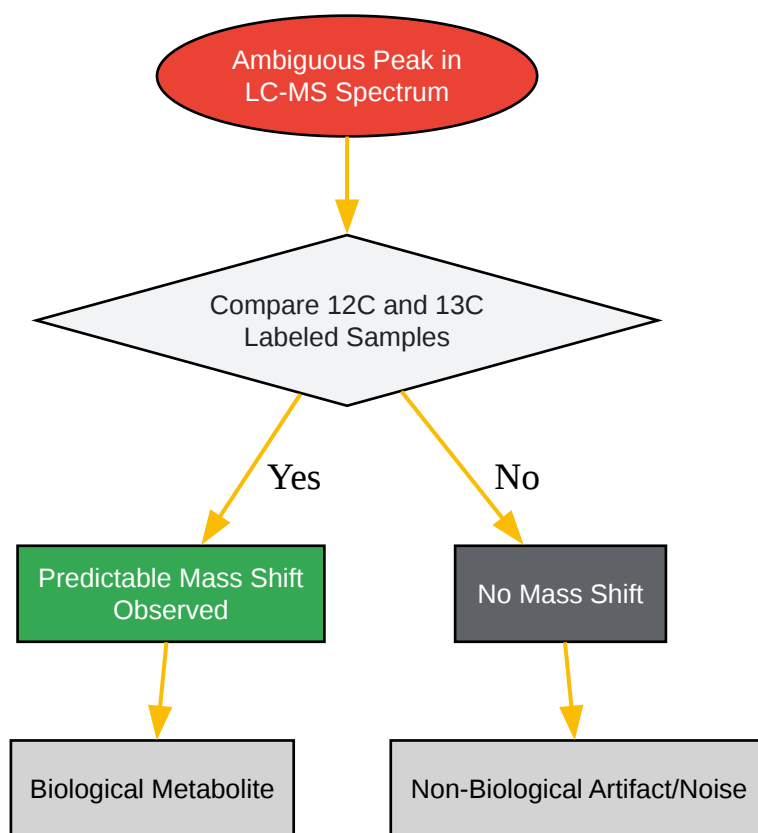 Ambiguous Peak in
LC-MS Spectrum
Compare 12C and 13C
Labeled Samples
Yes
No
Predictable Mass Shift
Observed
No Mass Shift
Biological Metabolite
Non-Biological Artifact/Noise